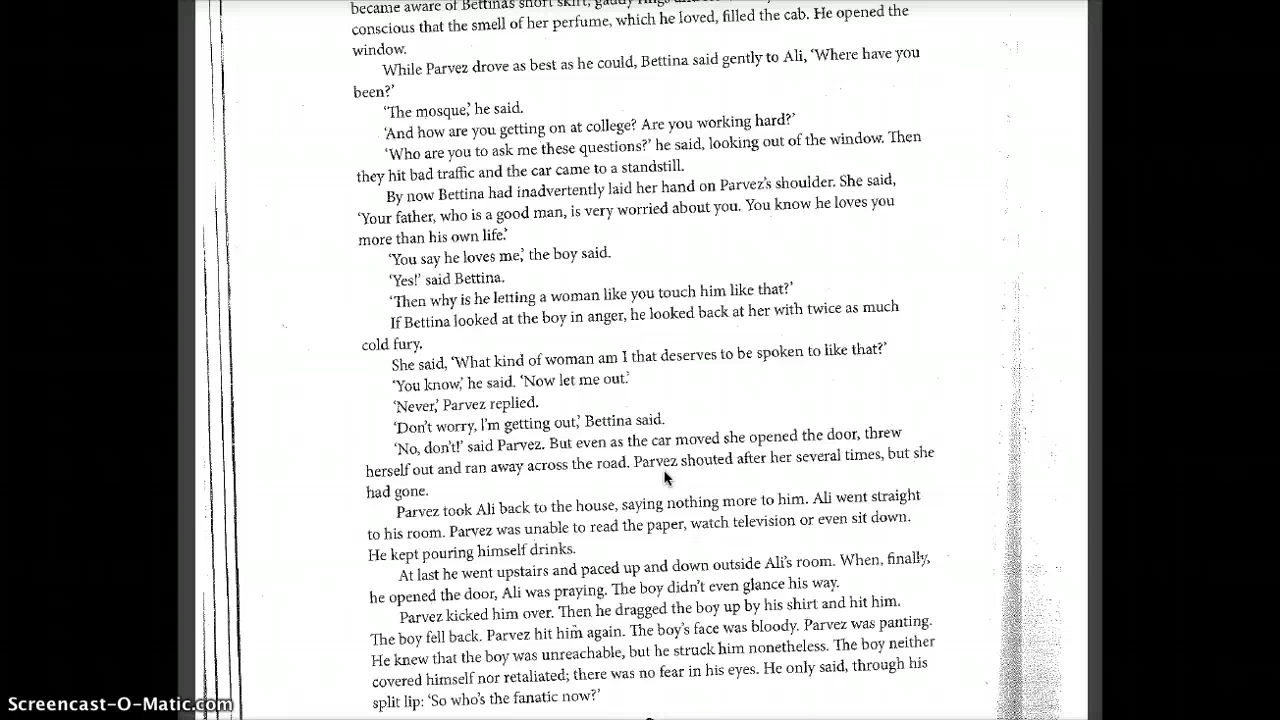 became aware of Bettinas short skirt, gaudy rings
conscious that the smell of her perfume, which he loved, filled the cab. He opened the
window.
While Parvez drove as best as he could, Bettina said gently to Ali, 'Where have you
been?'
'The mosque,' he said.
'And how are you getting on at college? Are you working hard?'
'Who are you to ask me these questions?' he said, looking out of the window. Then
they hit bad traffic and the car came to a standstill.
By now Bettina had inadvertently laid her hand on Parvez's shoulder. She said,
'Your father, who is a good man, is very worried about you. You know he loves you
more than his own life.'
'You say he loves me,' the boy said.
'Yes!' said Bettina.
'Then why is he letting a woman like you touch him like that?'
If Bettina looked at the boy in anger, he looked back at her with twice as much
cold fury.
She said, 'What kind of woman am I that deserves to be spoken to like that?'
'You know,' he said. 'Now let me out.'
'Never,' Parvez replied.
'Don't worry, I'm getting out,' Bettina said.
'No, don't!' said Parvez. But even as the car moved she opened the door, threw
herself out and ran away across the road. Parvez shouted after her several times, but she
had gone.
Parvez took Ali back to the house, saying nothing more to him. Ali went straight
to his room. Parvez was unable to read the paper, watch television or even sit down.
He kept pouring himself drinks.
At last he went upstairs and paced up and down outside Ali's room. When, finally,
he opened the door, Ali was praying. The boy didn't even glance his way.
Parvez kicked him over. Then he dragged the boy up by his shirt and hit him.
The boy fell back. Parvez hit him again. The boy's face was bloody. Parvez was panting.
He knew that the boy was unreachable, but he struck him nonetheless. The boy neither
covered himself nor retaliated; there was no fear in his eyes. He only said, through his
split lip: 'So who's the fanatic now?'
Screencast-O-Matic.com